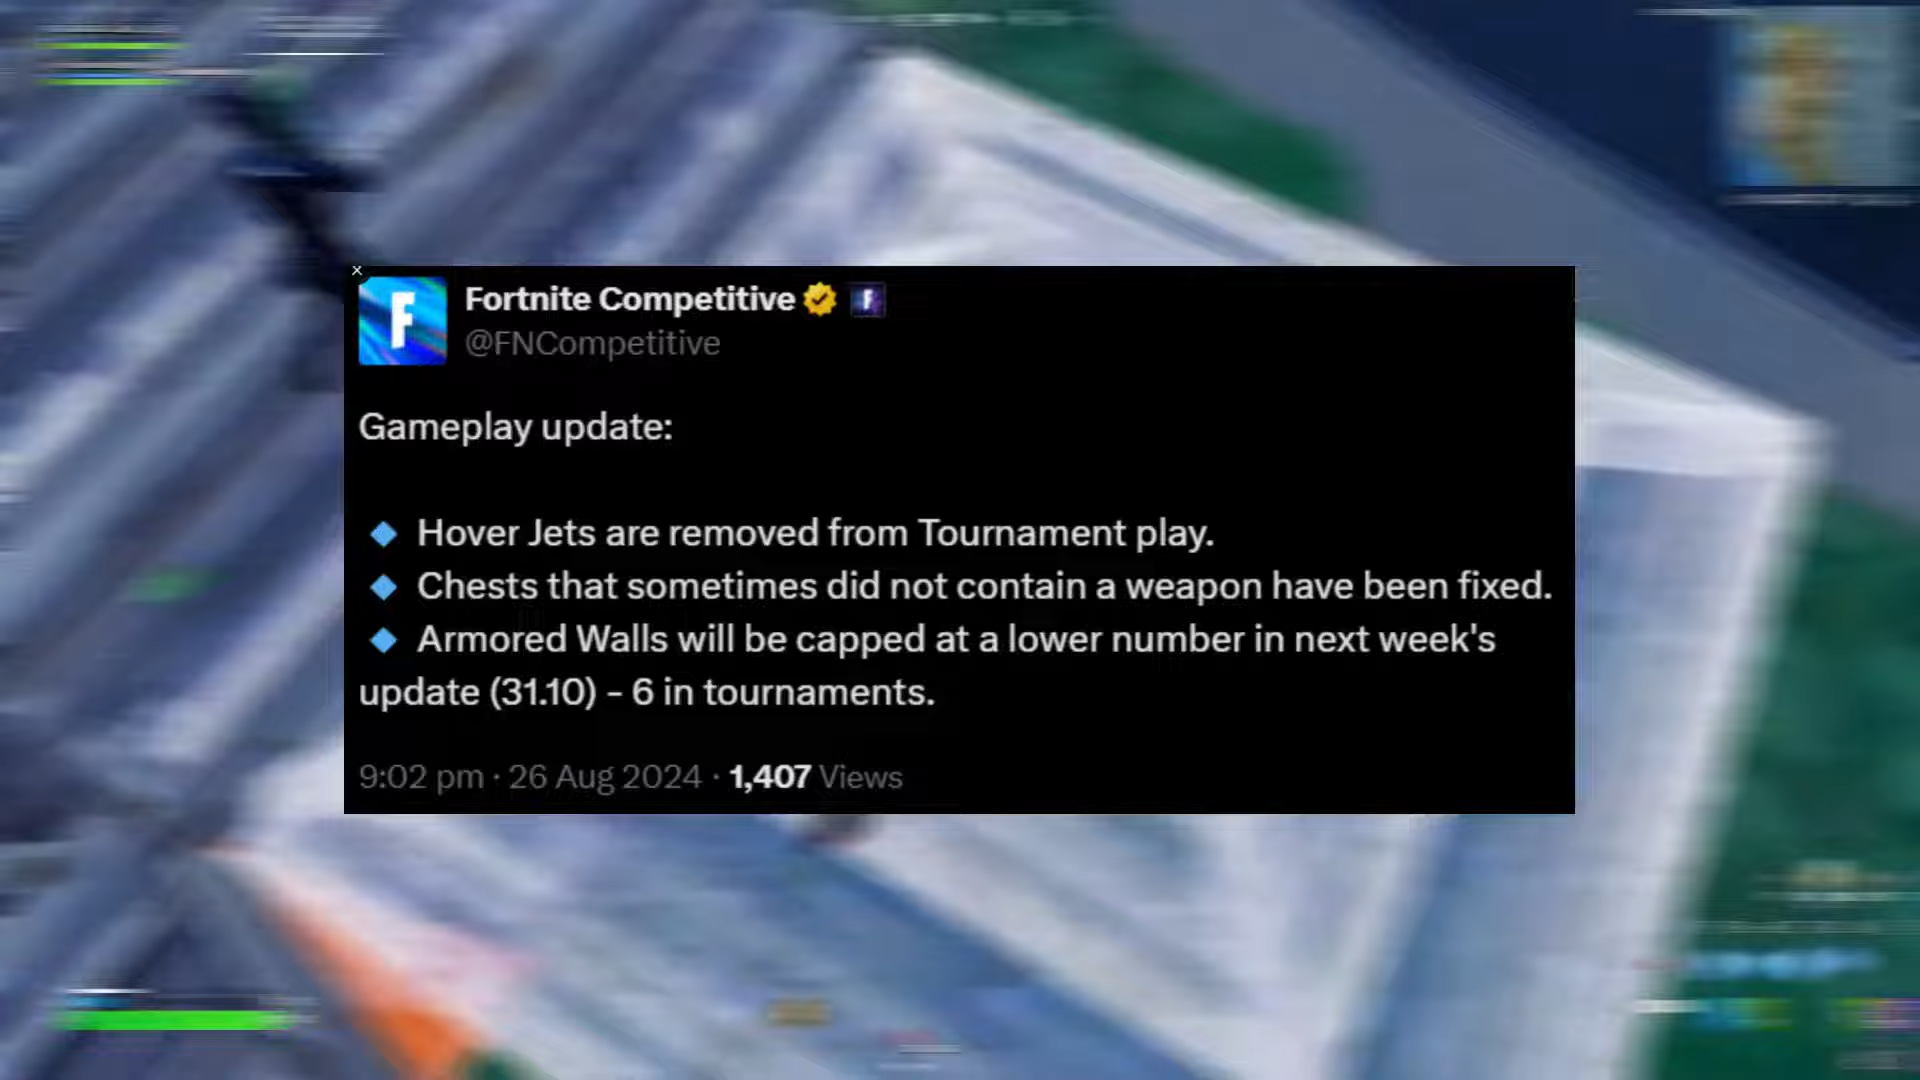 Fortnite Competitive
@FNCompetitive
Gameplay update:
🔹 Hover Jets are removed from Tournament play.
🔹 Chests that sometimes did not contain a weapon have been fixed.
🔹 Armored Walls will be capped at a lower number in next week's
update (31.10) – 6 in tournaments.
9:02 pm · 26 Aug 2024 · 1,407 Views